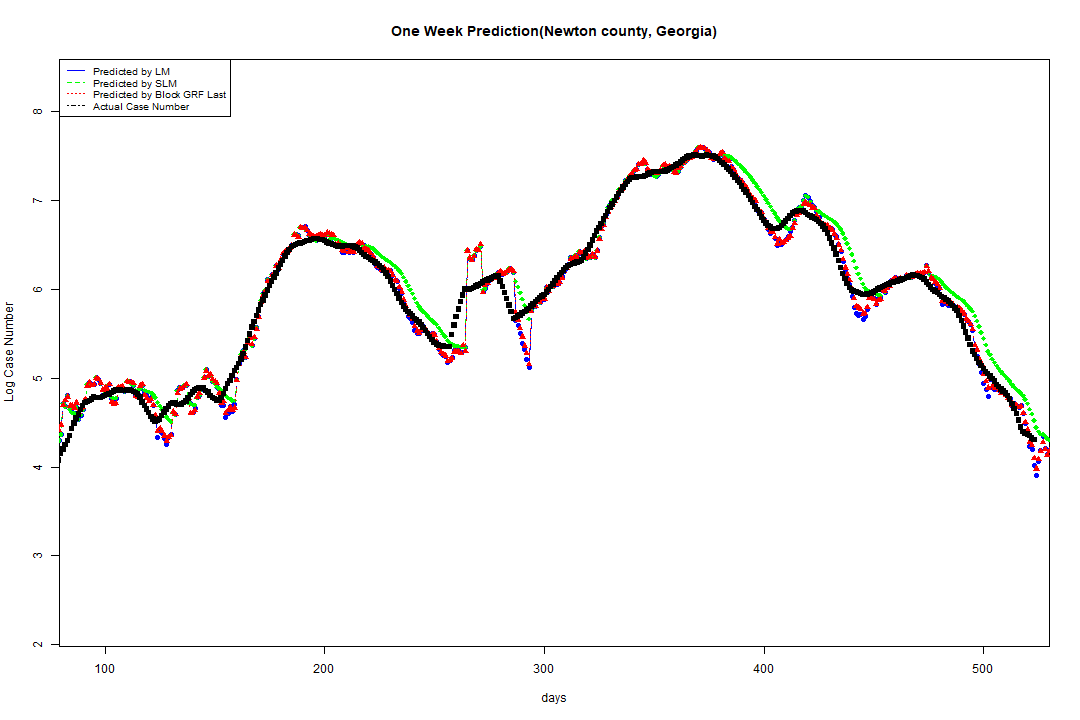 One Week Prediction(Newton county, Georgia)
Predicted by LM
Predicted by SLM
Predicted by Block GRF Last
Actual Case Number
8
7
6
5
4
3
2
Log Case Number
100 200 300 400 500
days